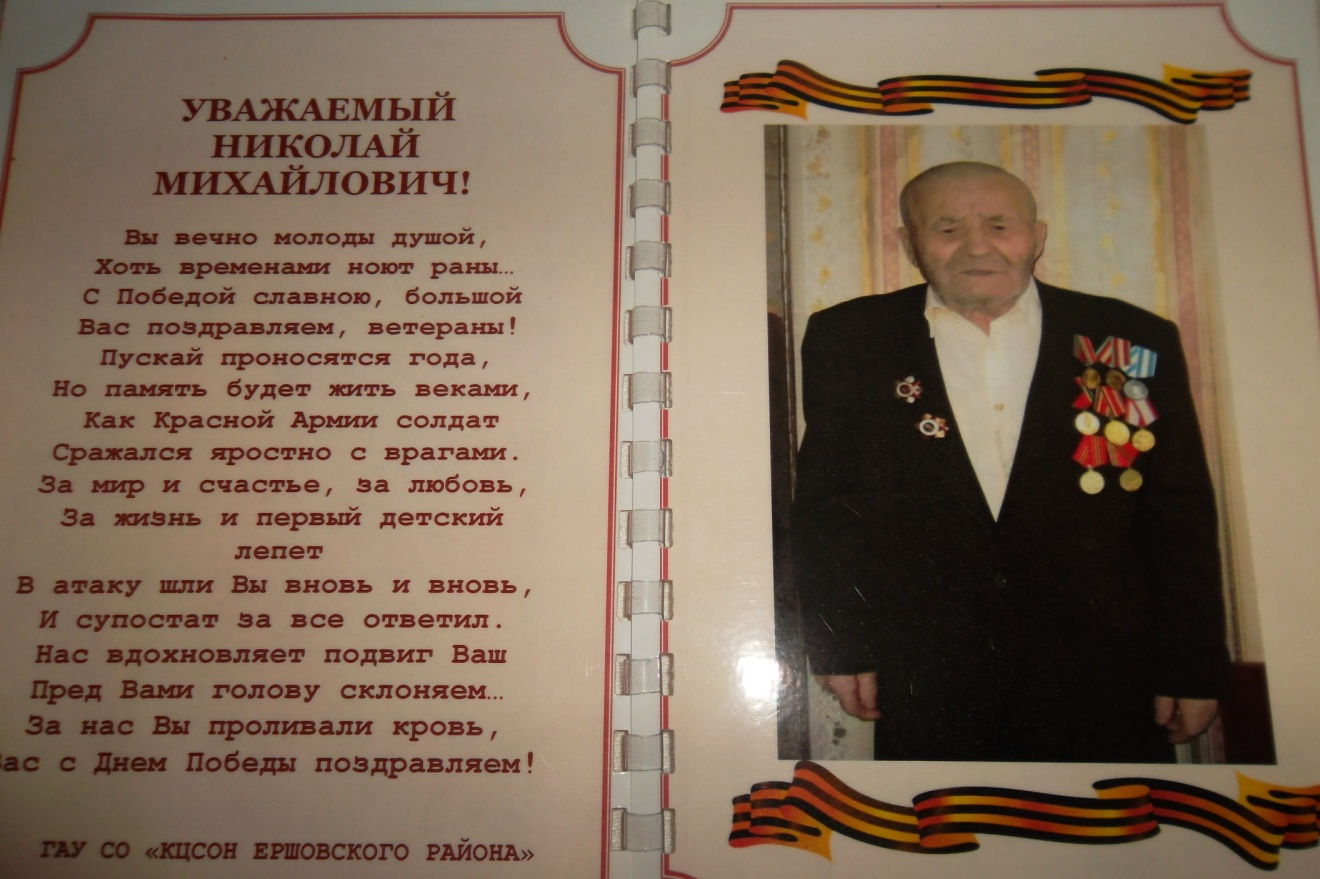 УВАЖАЕМЫЙ
НИКОЛАЙ
МИХАЙЛОВИЧ!
Вы вечно молоды душой,
Хоть временами ноют раны…
С Победой славною, большой
Вас поздравляем, ветераны!
Пускай проносятся года,
Но память будет жить веками,
Как Красной Армии солдат
Сражался яростно с врагами.
За мир и счастье, за любовь,
За жизнь и первый детский
лепет
В атаку шли Вы вновь и вновь,
И супостат за все ответил.
Нас вдохновляет подвиг Ваш
Пред Вами голову склоняем…
За нас Вы проливали кровь,
Вас с Днем Победы поздравляем!
ГАУ СО «КЦСОН ЕРШОВСКОГО РАЙОНА»